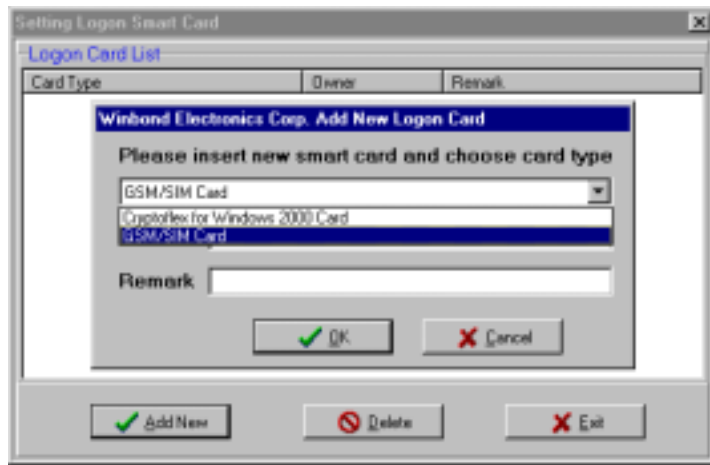 Setting Logon Smart Card
Logon Card List
Card Type Owner Remark
Winbond Electronics Corp. Add New Logon Card
Please insert new smart card and choose card type
GSM/SIM Card
Cryptoflex for Windows 2000 Card
GSM/SIM Card
Remark
OK Cancel
Add New Delete Exit